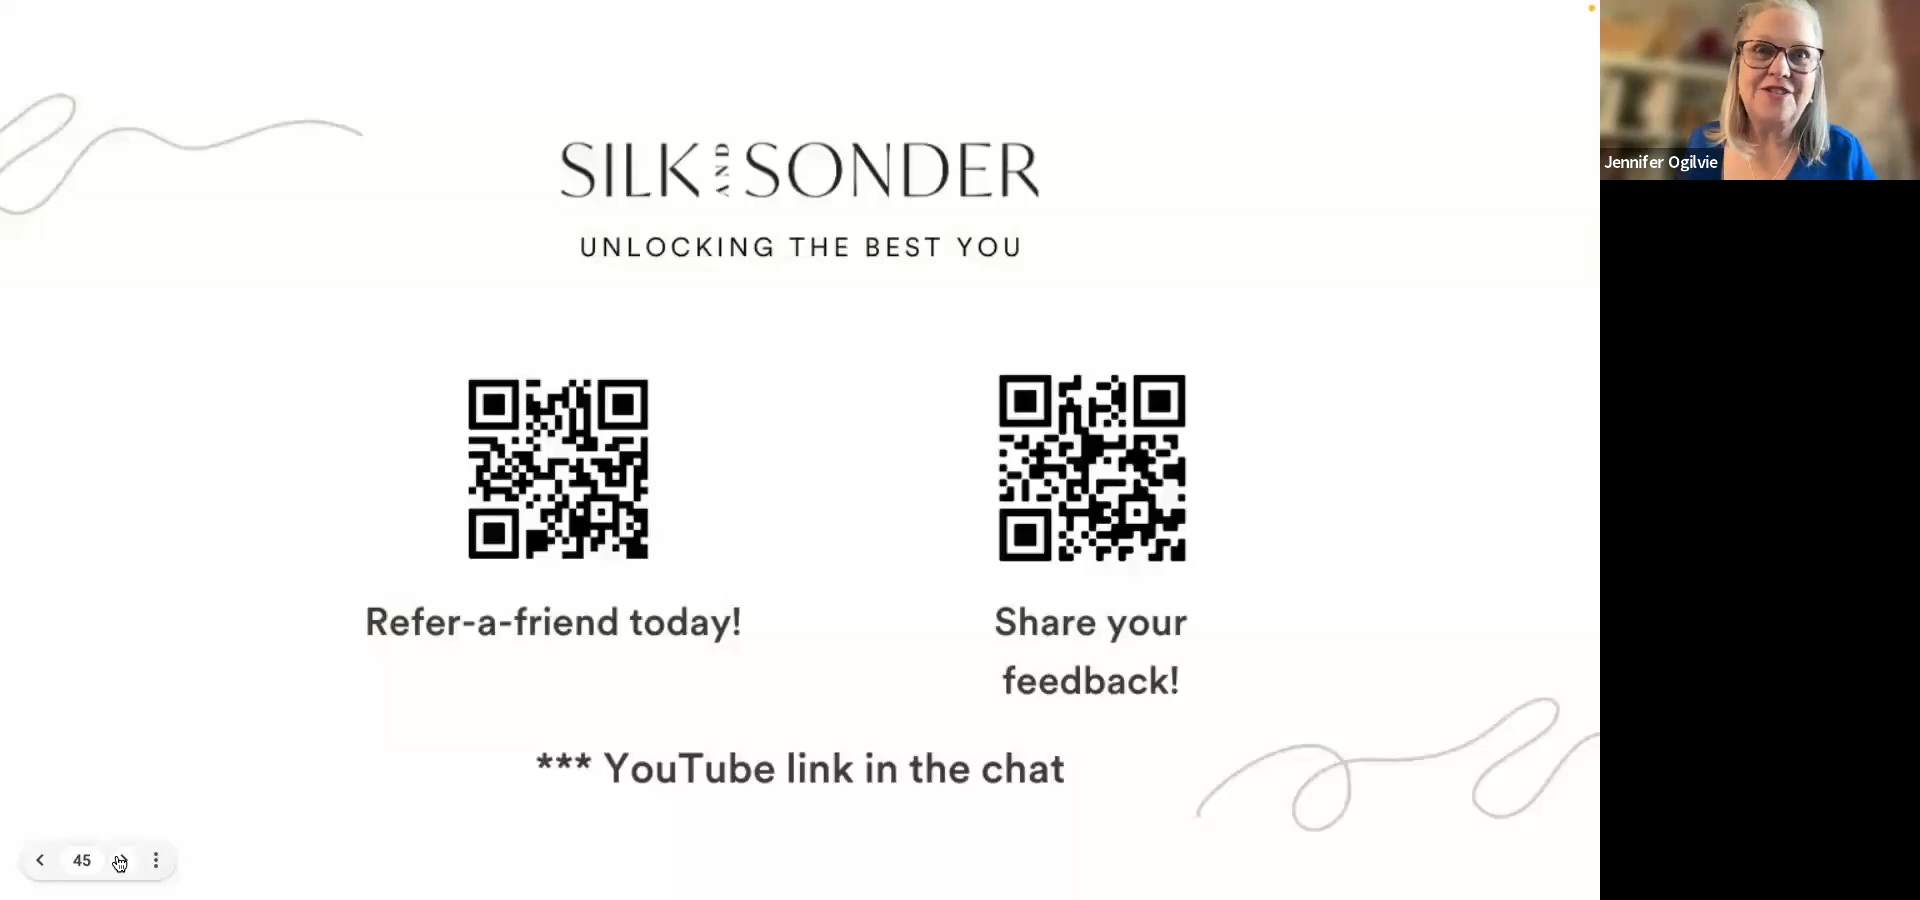 SILK AND SONDER
UNLOCKING THE BEST YOU
Jennifer Ogilvie
Refer-a-friend today!
Share your
feedback!
*** YouTube link in the chat
45